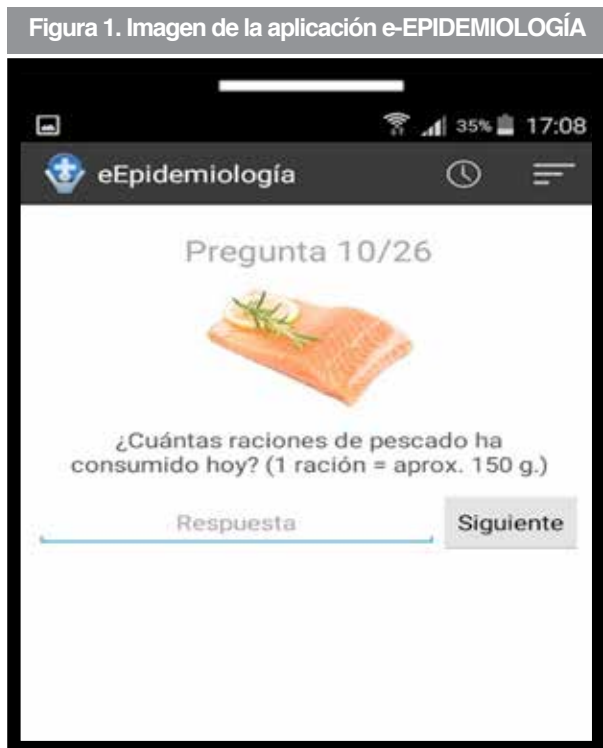 Figura 1. Imagen de la aplicación e-EPIDEMIOLOGÍA
35% 17:08
eEpidemiología
Pregunta 10/26
¿Cuántas raciones de pescado ha
consumido hoy? (1 ración = aprox. 150 g.)
Respuesta
Siguiente